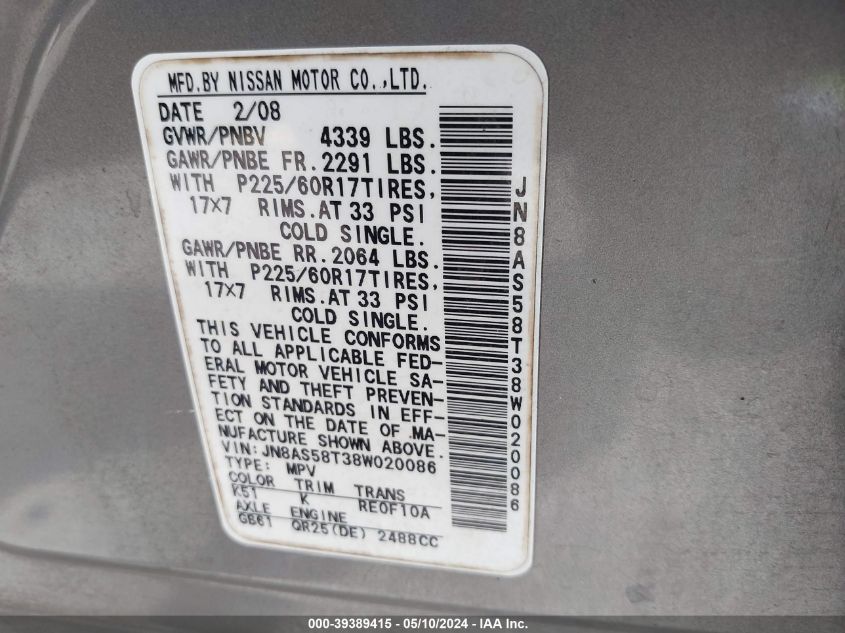 MFD.BY NISSAN MOTOR CO.,LTD.
DATE 2/08
GVWR/PNBV 4339 LBS.
GAWR/PNBE FR.2291 LBS.
WITH P225/60R17TIRES,
17x7 RIMS.AT 33 PSI
COLD SINGLE.
GAWR/PNBE RR.2064 LBS.
WITH P225/60R17TIRES,
17x7 RIMS.AT 33 PSI
COLD SINGLE.
THIS VEHICLE CONFORMS
TO ALL APPLICABLE FED-
ERAL MOTOR VEHICLE SA-
FETY AND THEFT PREVEN-
TION STANDARDS IN EFF-
ECT ON THE DATE OF MA-
NUFACTURE SHOWN ABOVE.
VIN:JN8AS58T38W020086
TYPE: MPV
COLOR TRIM TRANS
K51 K RE0F10A
AXLE ENGINE
GB61 QR25(DE) 2488CC
JN8AS58T38W020086
000-39389415 - 05/10/2024 - IAA Inc.